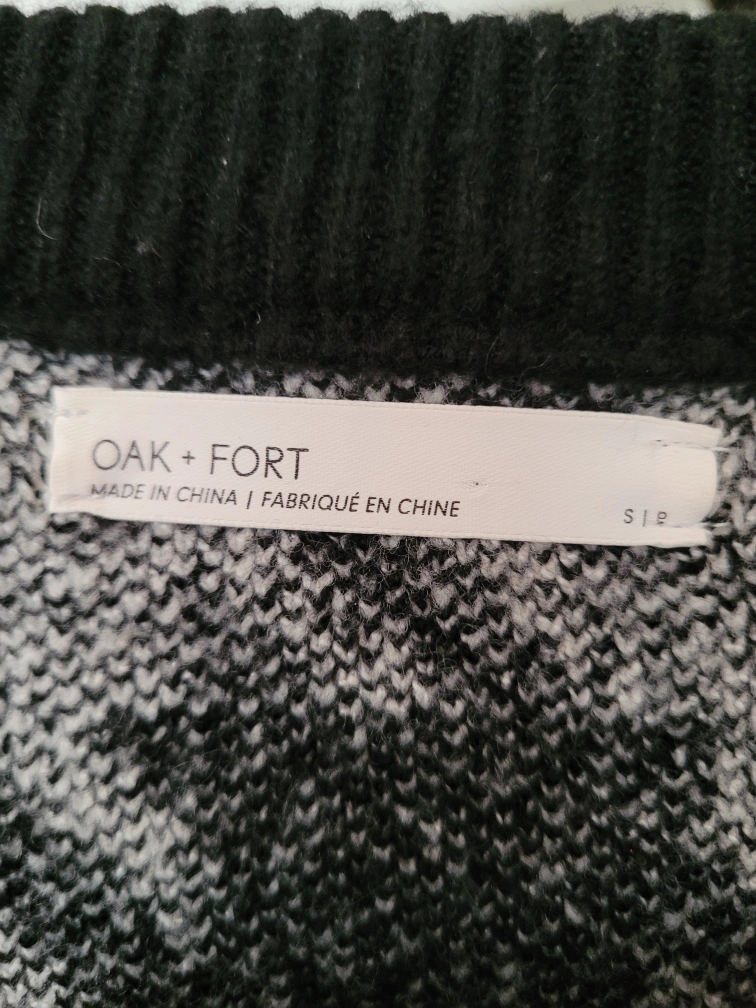 OAK + FORT
MADE IN CHINA | FABRIQUÉ EN CHINE
S | P